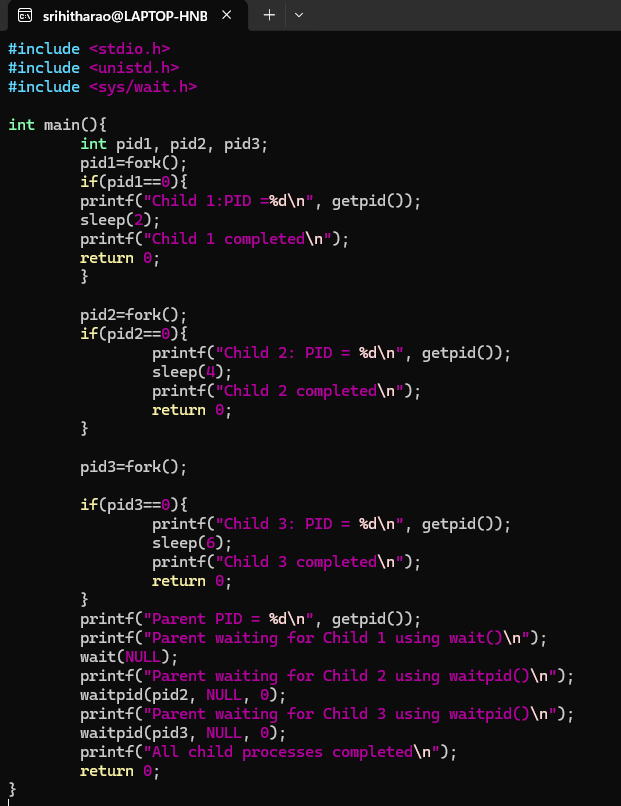 srihitharao@LAPTOP-HNB
#include <stdio.h>
#include <unistd.h>
#include <sys/wait.h>

int main(){
        int pid1, pid2, pid3;
        pid1=fork();
        if(pid1==0){
        printf("Child 1:PID =%d\n", getpid());
        sleep(2);
        printf("Child 1 completed\n");
        return 0;
        }

        pid2=fork();
        if(pid2==0){
                printf("Child 2: PID = %d\n", getpid());
                sleep(4);
                printf("Child 2 completed\n");
                return 0;
        }

        pid3=fork();

        if(pid3==0){
                printf("Child 3: PID = %d\n", getpid());
                sleep(6);
                printf("Child 3 completed\n");
                return 0;
        }
        printf("Parent PID = %d\n", getpid());
        printf("Parent waiting for Child 1 using wait()\n");
        wait(NULL);
        printf("Parent waiting for Child 2 using waitpid()\n");
        waitpid(pid2, NULL, 0);
        printf("Parent waiting for Child 3 using waitpid()\n");
        waitpid(pid3, NULL, 0);
        printf("All child processes completed\n");
        return 0;
}